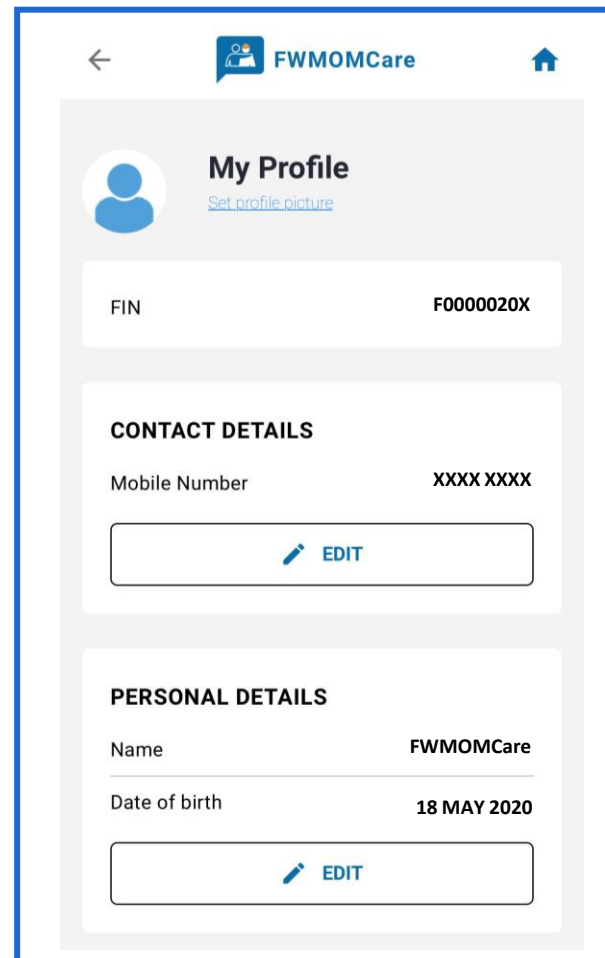 FWMOMCare
My Profile
Set profile picture
FIN F0000020X
CONTACT DETAILS
Mobile Number XXXX XXXX
EDIT
PERSONAL DETAILS
Name FWMOMCare
Date of birth 18 MAY 2020
EDIT